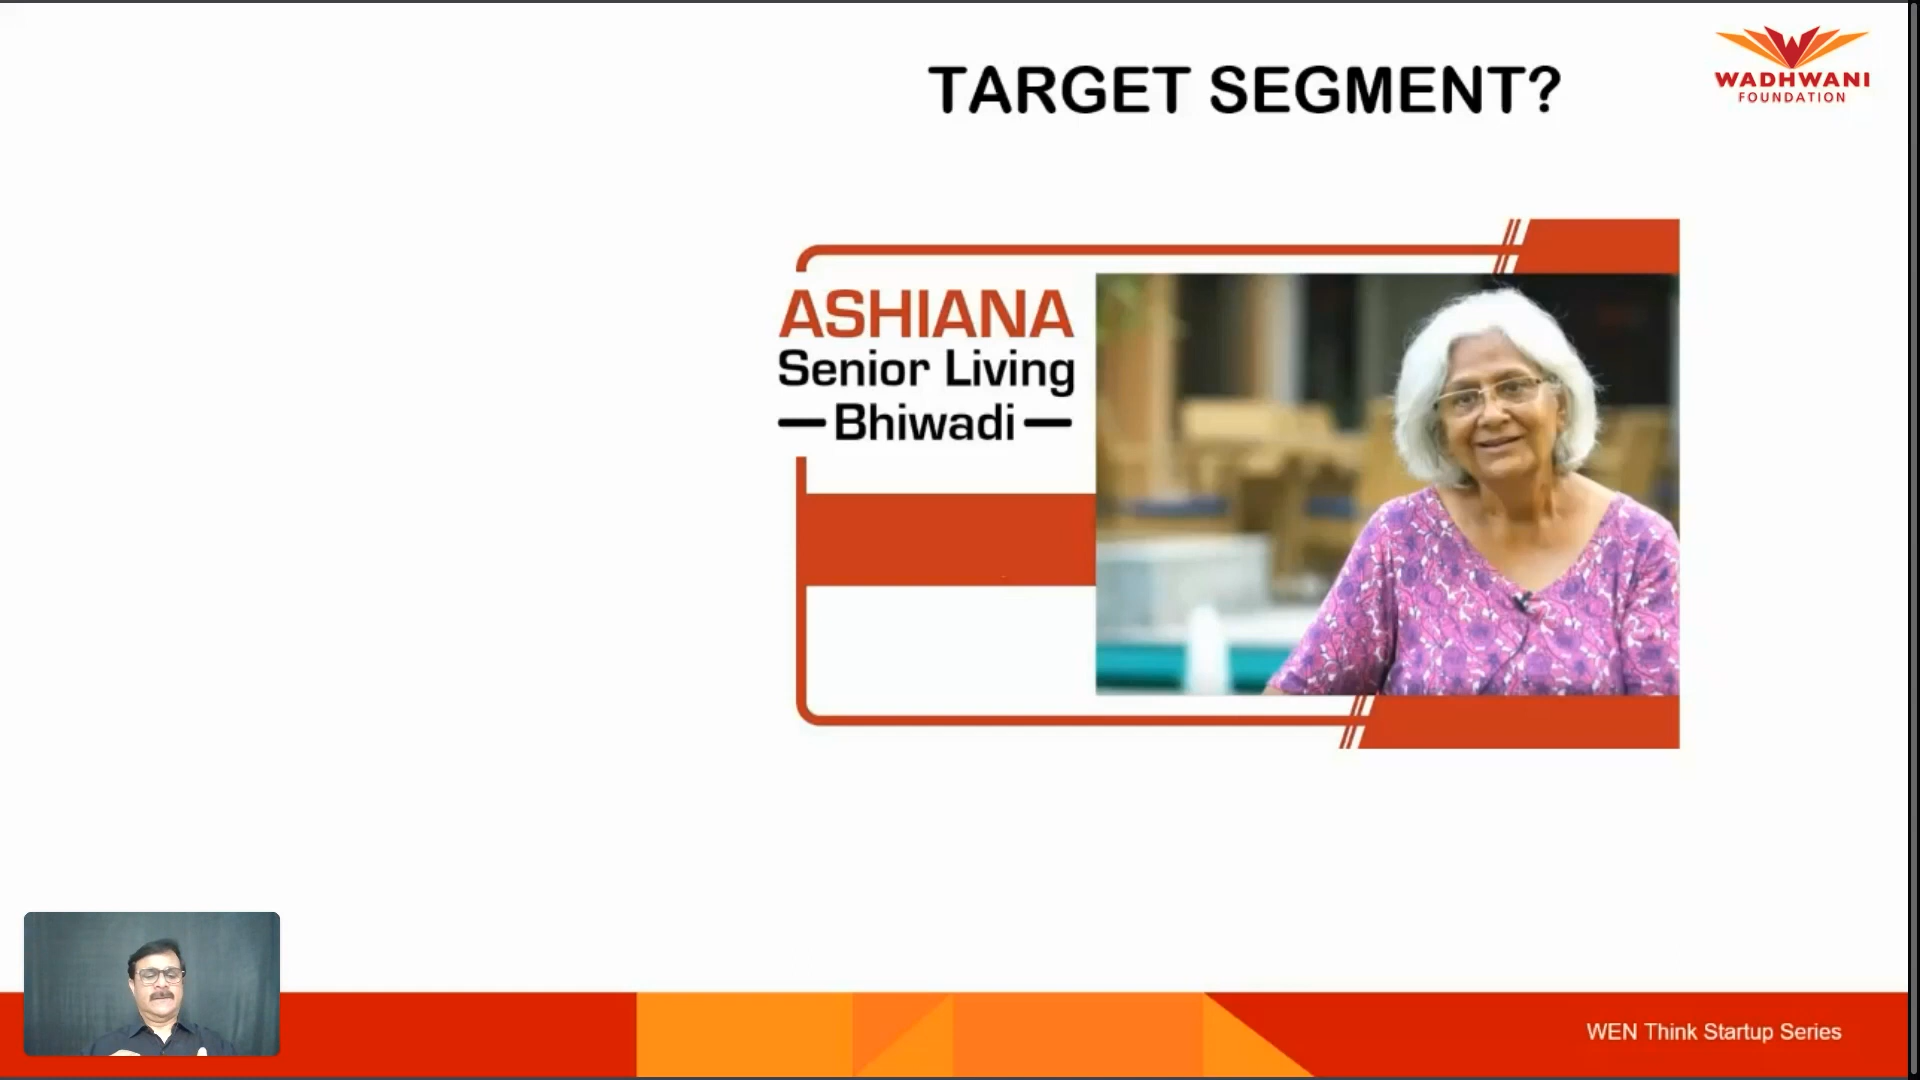 TARGET SEGMENT?
WADHWANI
FOUNDATION
ASHIANA
Senior Living
Bhiwadi
WEN Think Startup Series